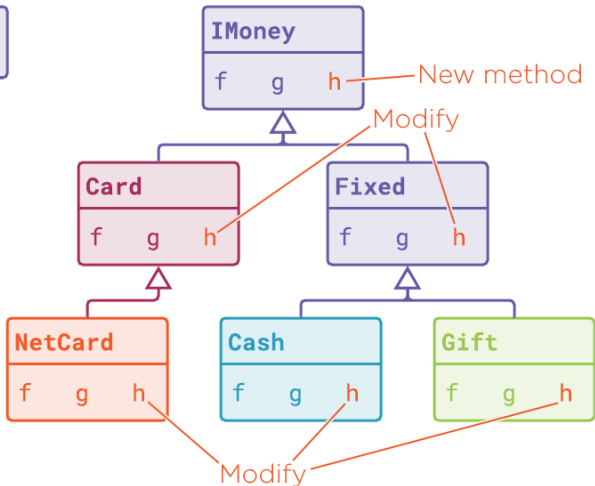 IMoney
f g h
New method
Modify
Card
f g h
Fixed
f g h
NetCard
f g h
Cash
f g h
Gift
f g h
Modify